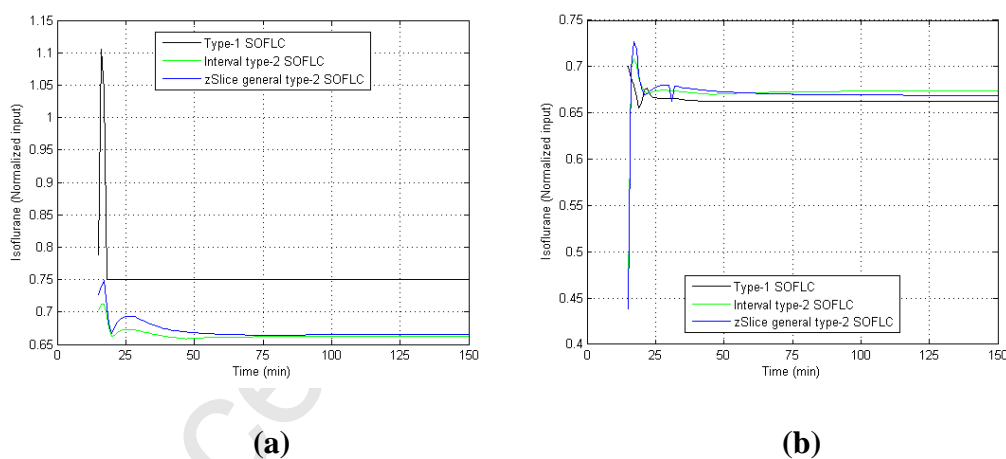 1.15
1.1
1.05
1
0.95
0.9
0.85
0.8
0.75
0.7
0.65
0
25
50
75
100
125
150
Isoflurane (Normalized input)
Time (min)
Type-1 SOFLC
Interval type-2 SOFLC
zSlice general type-2 SOFLC
(a)
0.75
0.7
0.65
0.6
0.55
0.5
0.45
0.4
0
25
50
75
100
125
150
Isoflurane (Normalized input)
Time (min)
Type-1 SOFLC
Interval type-2 SOFLC
zSlice general type-2 SOFLC
(b)